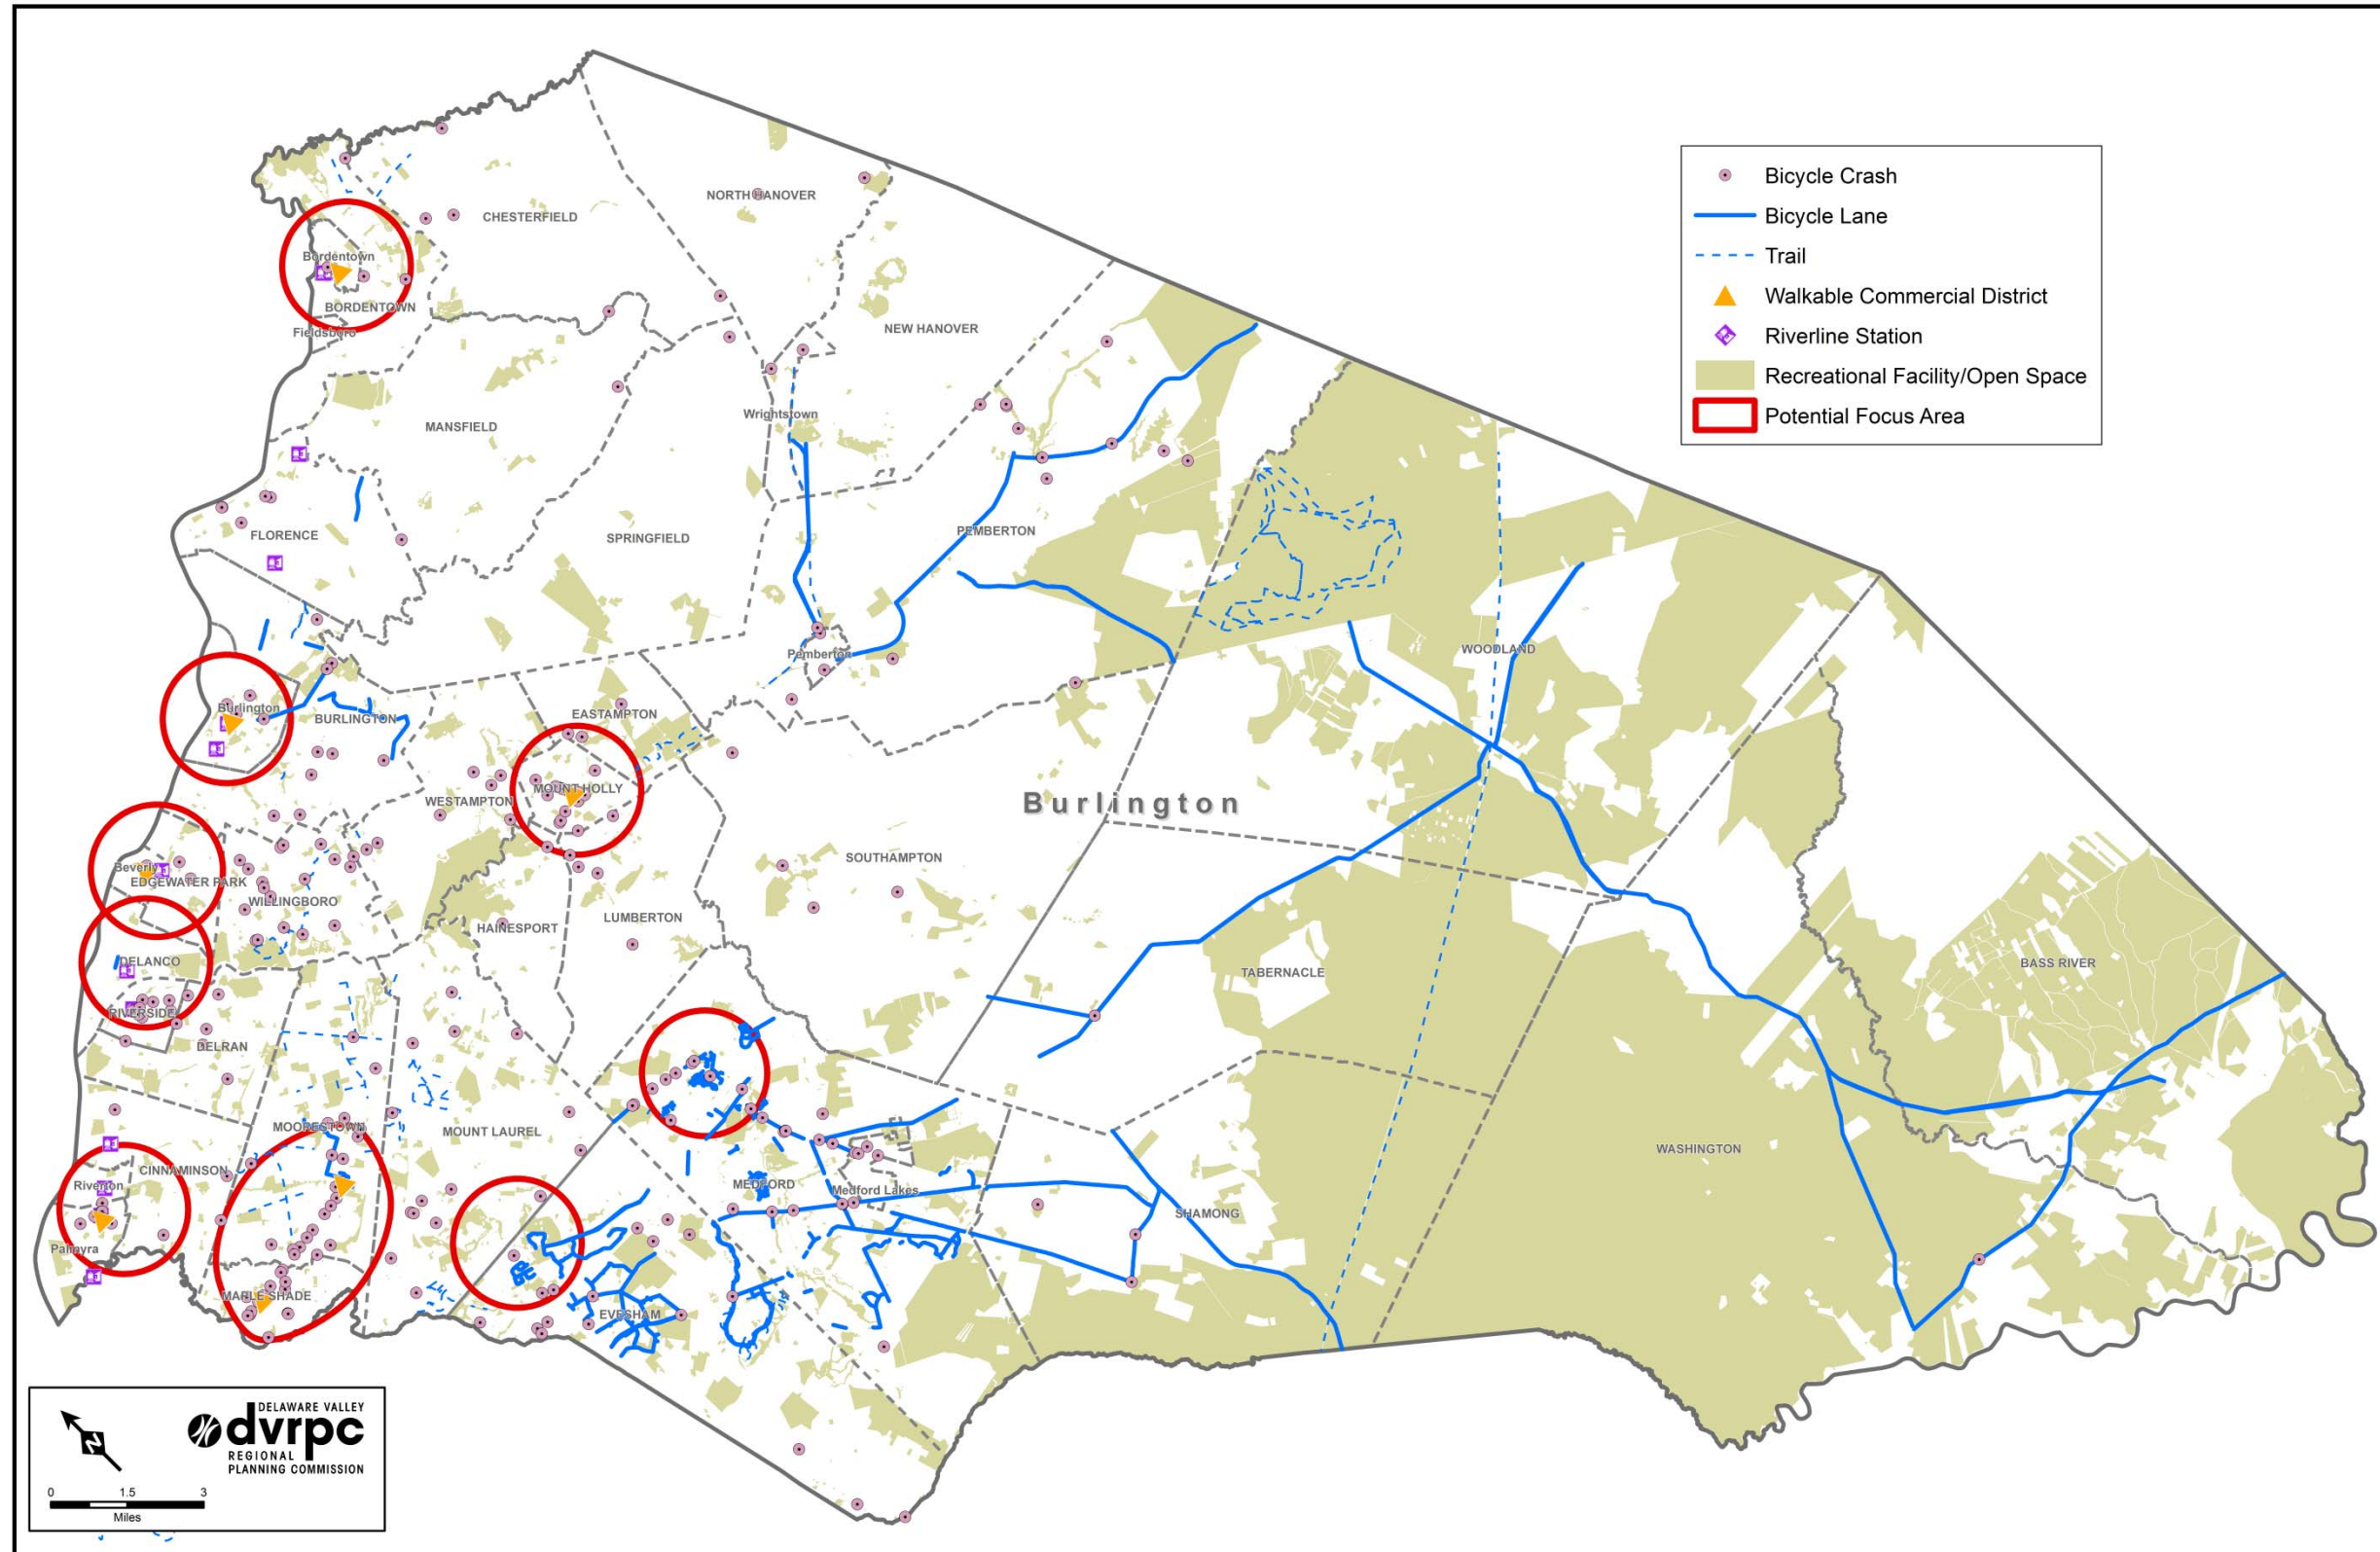 Bicycle Crash
Bicycle Lane
Trail
Walkable Commercial District
Riverline Station
Recreational Facility/Open Space
Potential Focus Area
NORTH HANOVER
CHESTERFIELD
Bordentown
BORDENTOWN
Fieldsboro
NEW HANOVER
Wrightstown
MANSFIELD
FLORENCE
SPRINGFIELD
PEMBERTON
Pemberton
WOODLAND
Burlington
BURLINGTON
EASTAMPTON
MOUNT HOLLY
WESTAMPTON
Burlington
SOUTHAMPTON
Beverly
EDGEWATER PARK
WILLINGBORO
HAINESPORT
LUMBERTON
DELANCO
TABERNACLE
BASS RIVER
RIVERSIDE
DELRAN
MOORESTOWN
MOUNT LAUREL
WASHINGTON
CINNAMINSON
Riverton
MEDFORD
Medford Lakes
SHAMONG
Palmyra
MAPLE SHADE
EVESHAM
N
DELAWARE VALLEY
dvrpc
REGIONAL
PLANNING COMMISSION
0 1.5 3
Miles